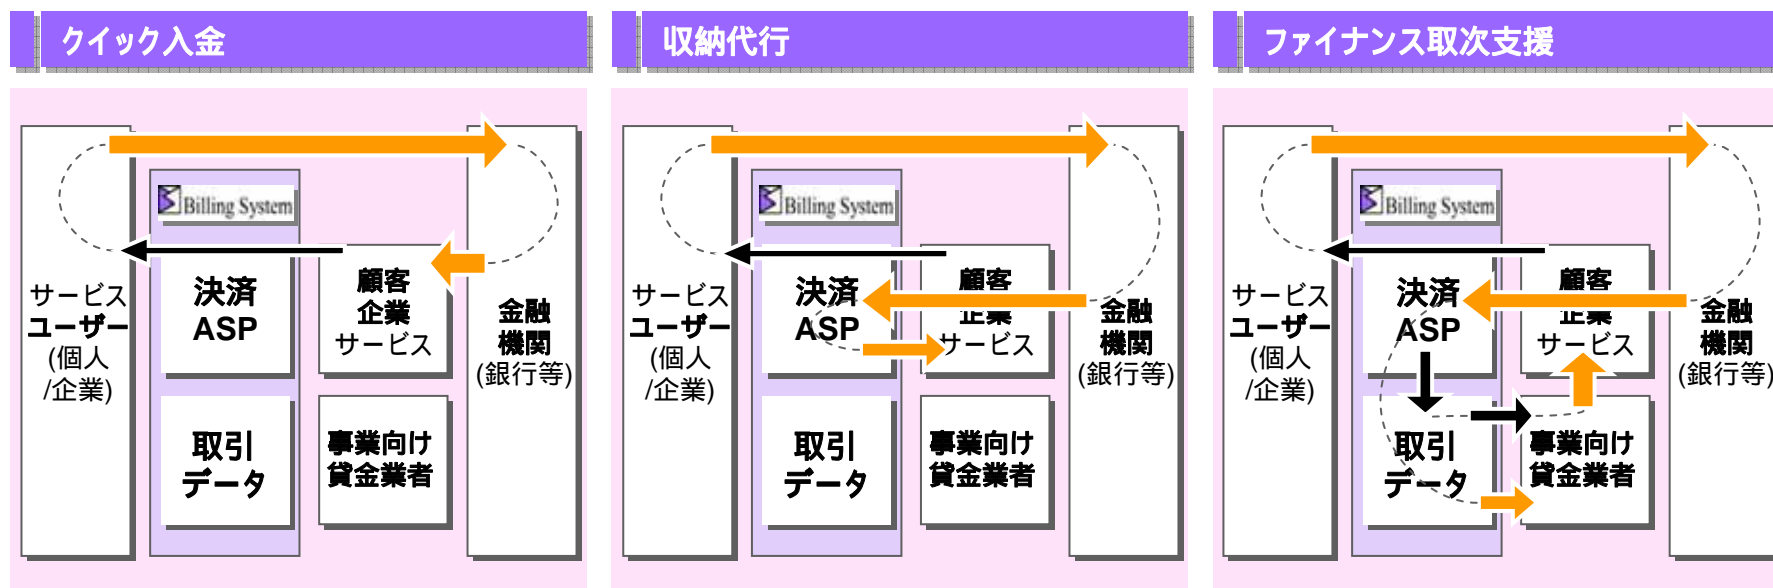 クイック入金
Billing System
サービス
ユーザー
(個人
/企業)
決済
ASP
顧客
企業
サービス
金融
機関
(銀行等)
取引
データ
事業向け
貸金業者
収納代行
Billing System
サービス
ユーザー
(個人
/企業)
決済
ASP
顧客
企業
サービス
金融
機関
(銀行等)
取引
データ
事業向け
貸金業者
ファイナンス取次支援
Billing System
サービス
ユーザー
(個人
/企業)
決済
ASP
顧客
企業
サービス
金融
機関
(銀行等)
取引
データ
事業向け
貸金業者